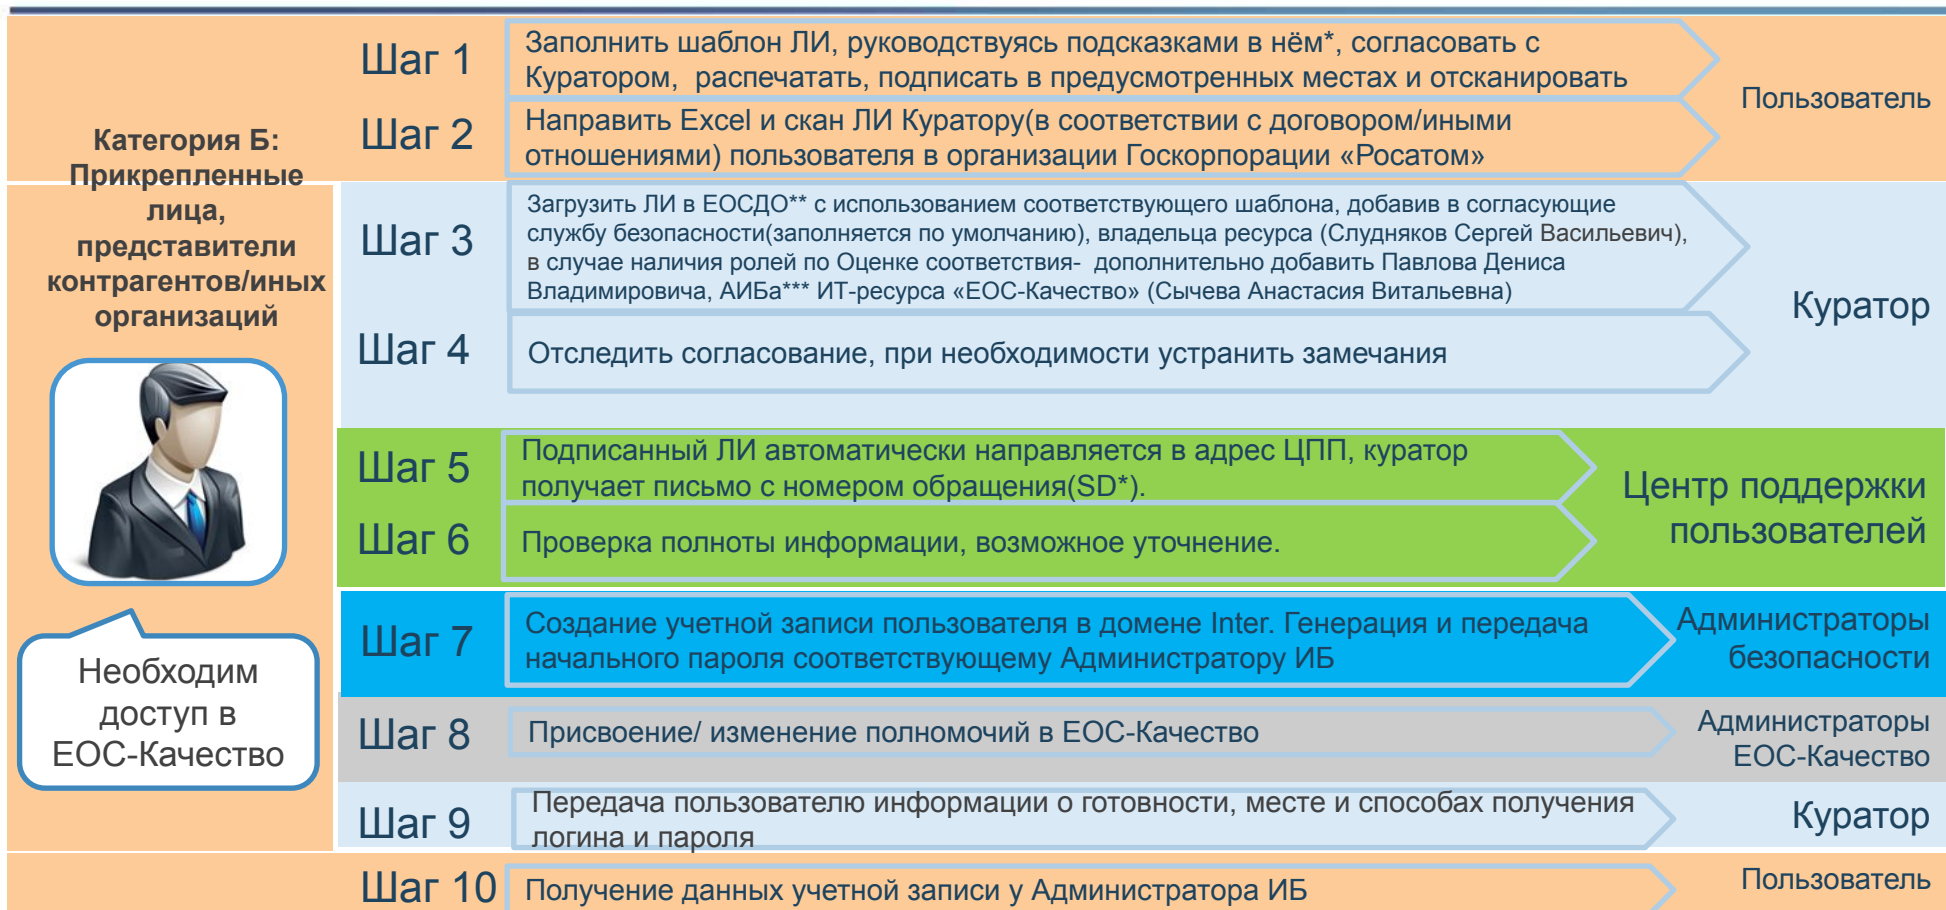 Категория Б:
Прикрепленные
лица,
представители
контрагентов/иных
организаций
Необходим
доступ в
ЕОС-Качество
Шаг 1
Заполнить шаблон ЛИ, руководствуясь подсказками в нём*, согласовать с
Куратором, распечатать, подписать в предусмотренных местах и отсканировать
Шаг 2
Направить Excel и скан ЛИ Куратору(в соответствии с договором/иными
отношениями) пользователя в организации Госкорпорации «Росатом»
Пользователь
Шаг 3
Загрузить ЛИ в ЕОСДО** с использованием соответствующего шаблона, добавив в согласующие
службу безопасности(заполняется по умолчанию), владельца ресурса (Слудняков Сергей Васильевич),
в случае наличия ролей по Оценке соответствия- дополнительно добавить Павлова Дениса
Владимировича, АИБа*** ИТ-ресурса «ЕОС-Качество» (Сычева Анастасия Витальевна)
Шаг 4
Отследить согласование, при необходимости устранить замечания
Куратор
Шаг 5
Подписанный ЛИ автоматически направляется в адрес ЦПП, куратор
получает письмо с номером обращения(SD*).
Шаг 6
Проверка полноты информации, возможное уточнение.
Центр поддержки
пользователей
Шаг 7
Создание учетной записи пользователя в домене Inter. Генерация и передача
начального пароля соответствующему Администратору ИБ
Администраторы
безопасности
Шаг 8
Присвоение/ изменение полномочий в ЕОС-Качество
Администраторы
ЕОС-Качество
Шаг 9
Передача пользователю информации о готовности, месте и способах получения
логина и пароля
Куратор
Шаг 10
Получение данных учетной записи у Администратора ИБ
Пользователь